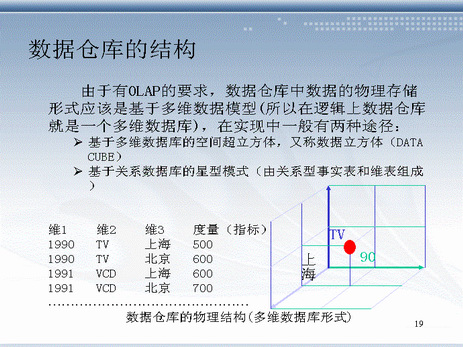 数据仓库的结构
由于有OLAP的要求，数据仓库中数据的物理存储
形式应该是基于多维数据模型(所以在逻辑上数据仓库
就是一个多维数据库)，在实现中一般有两种途径：
➢ 基于多维数据库的空间超立方体，又称数据立方体（DATA
CUBE）
➢ 基于关系数据库的星型模式（由关系型事实表和维表组成
）
维1 维2 维3 度量（指标）
1990 TV 上海 500
1990 TV 北京 600
1991 VCD 上海 600
1991 VCD 北京 700
……………………………………
TV
90
上海
数据仓库的物理结构(多维数据库形式)
19